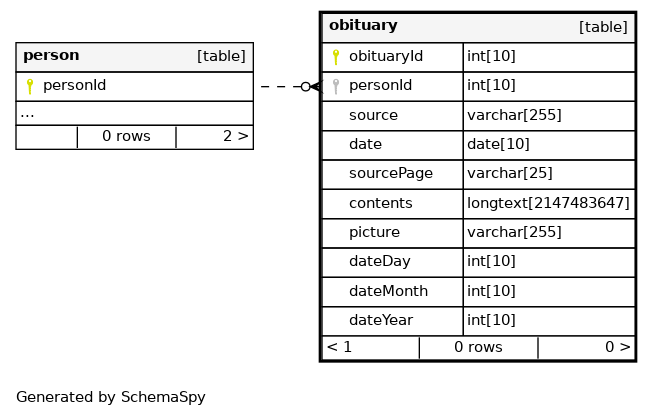 person [table]
personId
...
0 rows 2 >
obituary [table]
obituaryId int[10]
personId int[10]
source varchar[255]
date date[10]
sourcePage varchar[25]
contents longtext[2147483647]
picture varchar[255]
dateDay int[10]
dateMonth int[10]
dateYear int[10]
< 1 0 rows 0 >
Generated by SchemaSpy